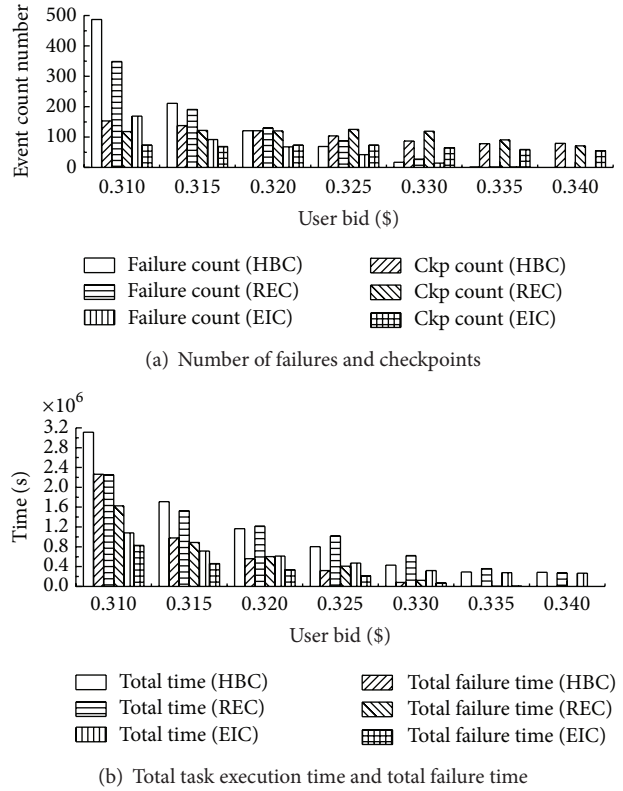 500
400
300
200
100
0
Event count number
0.310 0.315 0.320 0.325 0.330 0.335 0.340
User bid ($)
Failure count (HBC) Ckp count (HBC)
Failure count (REC) Ckp count (REC)
Failure count (EIC) Ckp count (EIC)
(a) Number of failures and checkpoints
×10⁶
3.2
2.8
2.4
2.0
1.6
1.2
0.8
0.4
0.0
Time (s)
0.310 0.315 0.320 0.325 0.330 0.335 0.340
User bid ($)
Total time (HBC) Total failure time (HBC)
Total time (REC) Total failure time (REC)
Total time (EIC) Total failure time (EIC)
(b) Total task execution time and total failure time